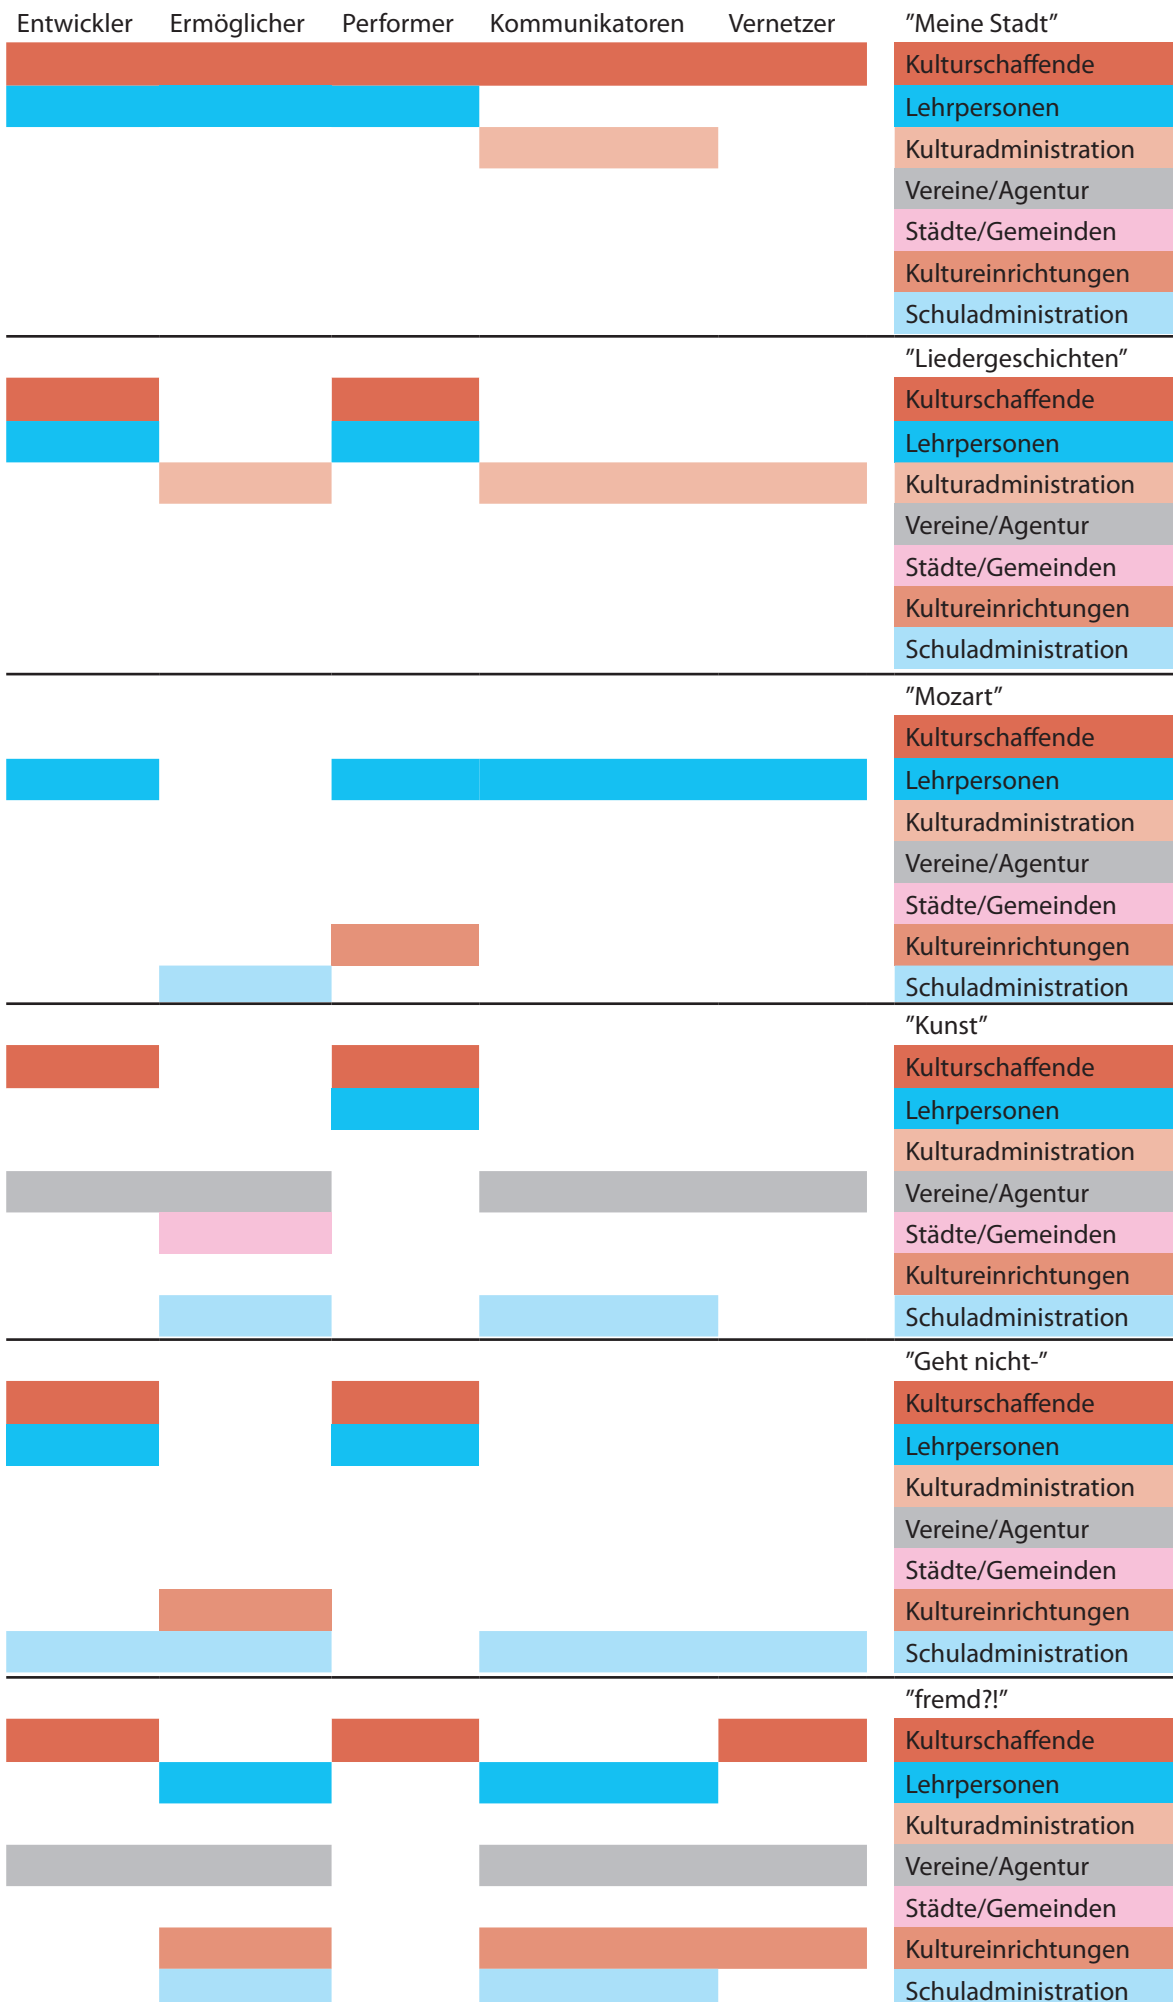 Entwickler Ermöglicher Performer Kommunikatoren Vernetzer ”Meine Stadt”
Kulturschaffende
Lehrpersonen
Kulturadministration
Vereine/Agentur
Städte/Gemeinden
Kultureinrichtungen
Schuladministration
”Liedergeschichten”
Kulturschaffende
Lehrpersonen
Kulturadministration
Vereine/Agentur
Städte/Gemeinden
Kultureinrichtungen
Schuladministration
”Mozart”
Kulturschaffende
Lehrpersonen
Kulturadministration
Vereine/Agentur
Städte/Gemeinden
Kultureinrichtungen
Schuladministration
”Kunst”
Kulturschaffende
Lehrpersonen
Kulturadministration
Vereine/Agentur
Städte/Gemeinden
Kultureinrichtungen
Schuladministration
”Geht nicht-”
Kulturschaffende
Lehrpersonen
Kulturadministration
Vereine/Agentur
Städte/Gemeinden
Kultureinrichtungen
Schuladministration
”fremd?!”
Kulturschaffende
Lehrpersonen
Kulturadministration
Vereine/Agentur
Städte/Gemeinden
Kultureinrichtungen
Schuladministration